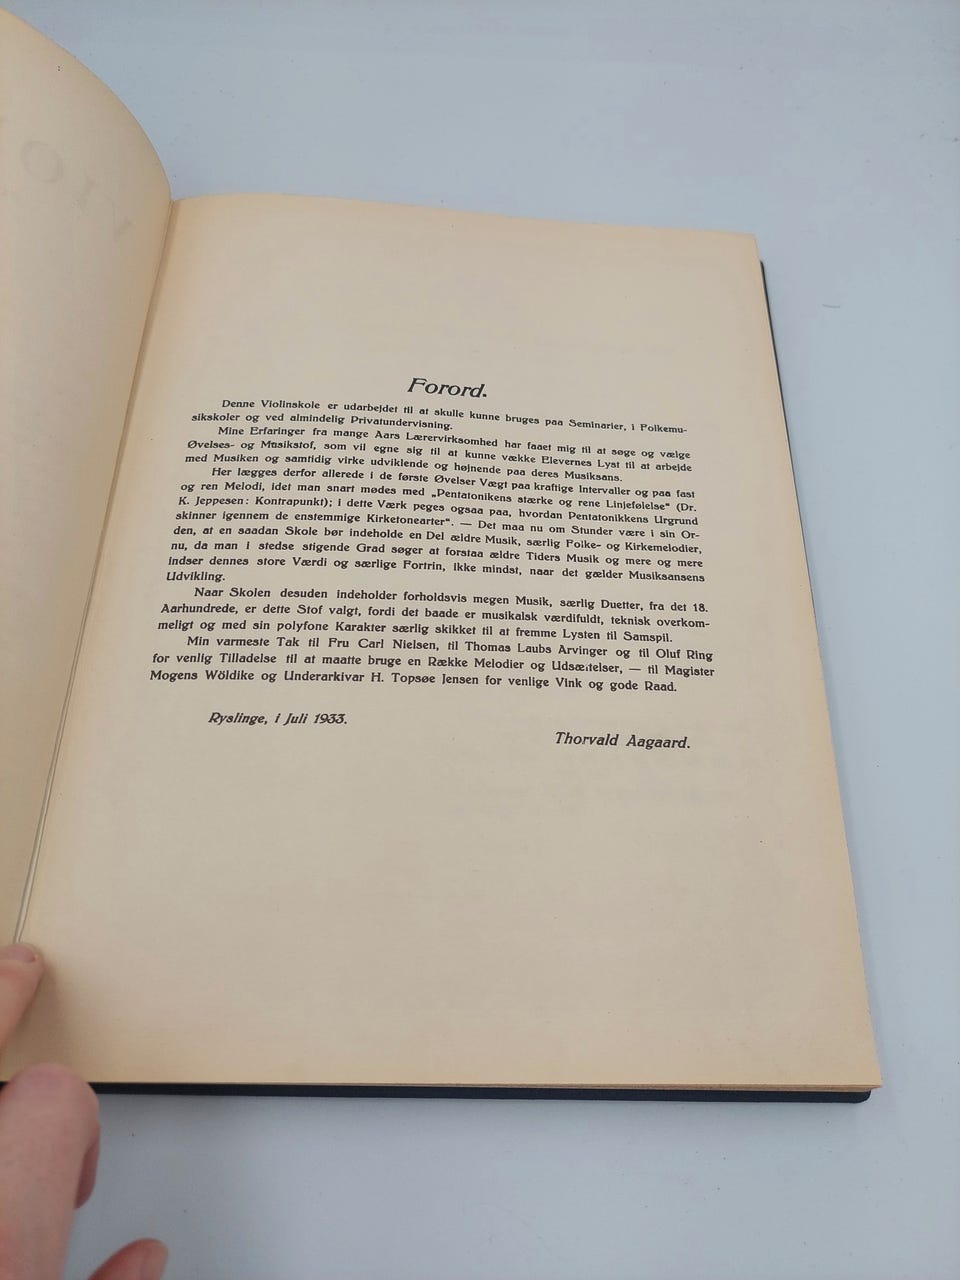 Forord.
Denne Violinskole er udarbejdet til at skulle kunne bruges paa Seminarier, i Folkemu-
sikskoler og ved almindelig Privatundervisning.
Mine Erfaringer fra mange Aars Lærervirksomhed har faaet mig til at søge og vælge
Øvelses- og Musikstof, som vil egne sig til at kunne vække Elevernes Lyst til at arbejde
med Musiken og samtidig virke udviklende og højnende paa deres Musiksans.
Her lægges derfor allerede i de første Øvelser Vægt paa kraftige Intervaller og paa fast
og ren Melodi, idet man snart mødes med „Pentatonikens stærke og rene Linjefølelse“ (Dr.
K. Jeppesen: Kontrapunkt); i dette Værk peges ogsaa paa, hvordan Pentatonikkens Urgrund
skinner igennem de enstemmige Kirketonearter“. — Det maa nu om Stunder være i sin Or-
den, at en saadan Skole bør indeholde en Del ældre Musik, særlig Folke- og Kirkemelodier,
nu, da man i stedse stigende Grad søger at forstaa ældre Tiders Musik og mere og mere
indser dennes store Værdi og særlige Fortrin, ikke mindst, naar det gælder Musiksansens
Udvikling.
Naar Skolen desuden indeholder forholdsvis megen Musik, særlig Duetter, fra det 18.
Aarhundrede, er dette Stof valgt, fordi det baade er musikalsk værdifuldt, teknisk overkom-
meligt og med sin polyfone Karakter særlig skikket til at fremme Lysten til Samspil.
Min varmeste Tak til Fru Carl Nielsen, til Thomas Laubs Arvinger og til Oluf Ring
for venlig Tilladelse til at maatte bruge en Række Melodier og Udsættelser, — til Magister
Mogens Wöldike og Underarkivar H. Topsøe Jensen for venlige Vink og gode Raad.
Ryslinge, i Juli 1933.
Thorvald Aagaard.